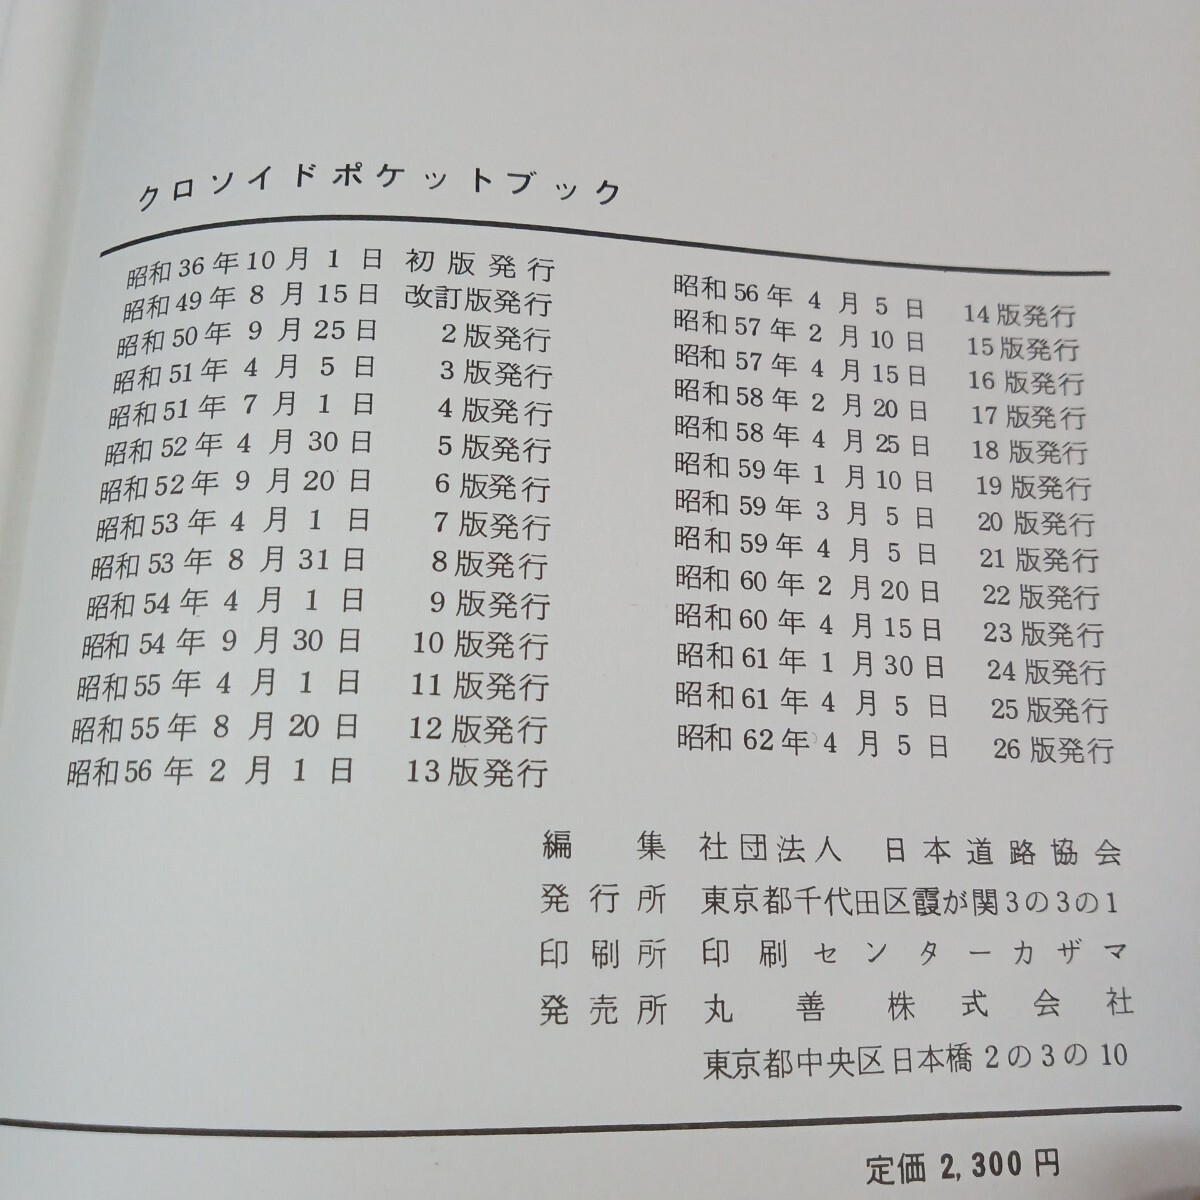 クロソイドポケットブック
昭和36年10月1日 初版発行
昭和49年8月15日 改訂版発行
昭和50年9月25日 2版発行
昭和51年4月5日 3版発行
昭和51年7月1日 4版発行
昭和52年4月30日 5版発行
昭和52年9月20日 6版発行
昭和53年4月1日 7版発行
昭和53年8月31日 8版発行
昭和54年4月1日 9版発行
昭和54年9月30日 10版発行
昭和55年4月1日 11版発行
昭和55年8月20日 12版発行
昭和56年2月1日 13版発行
昭和56年4月5日 14版発行
昭和57年2月10日 15版発行
昭和57年4月15日 16版発行
昭和58年2月20日 17版発行
昭和58年4月25日 18版発行
昭和59年1月10日 19版発行
昭和59年3月5日 20版発行
昭和59年4月5日 21版発行
昭和60年2月20日 22版発行
昭和60年4月15日 23版発行
昭和61年1月30日 24版発行
昭和61年4月5日 25版発行
昭和62年4月5日 26版発行
編集 社団法人 日本道路協会
発行所 東京都千代田区霞が関3の3の1
印刷所 印刷センターカザマ
発売所 丸善株式会社
東京都中央区日本橋2の3の10
定価 2,300円